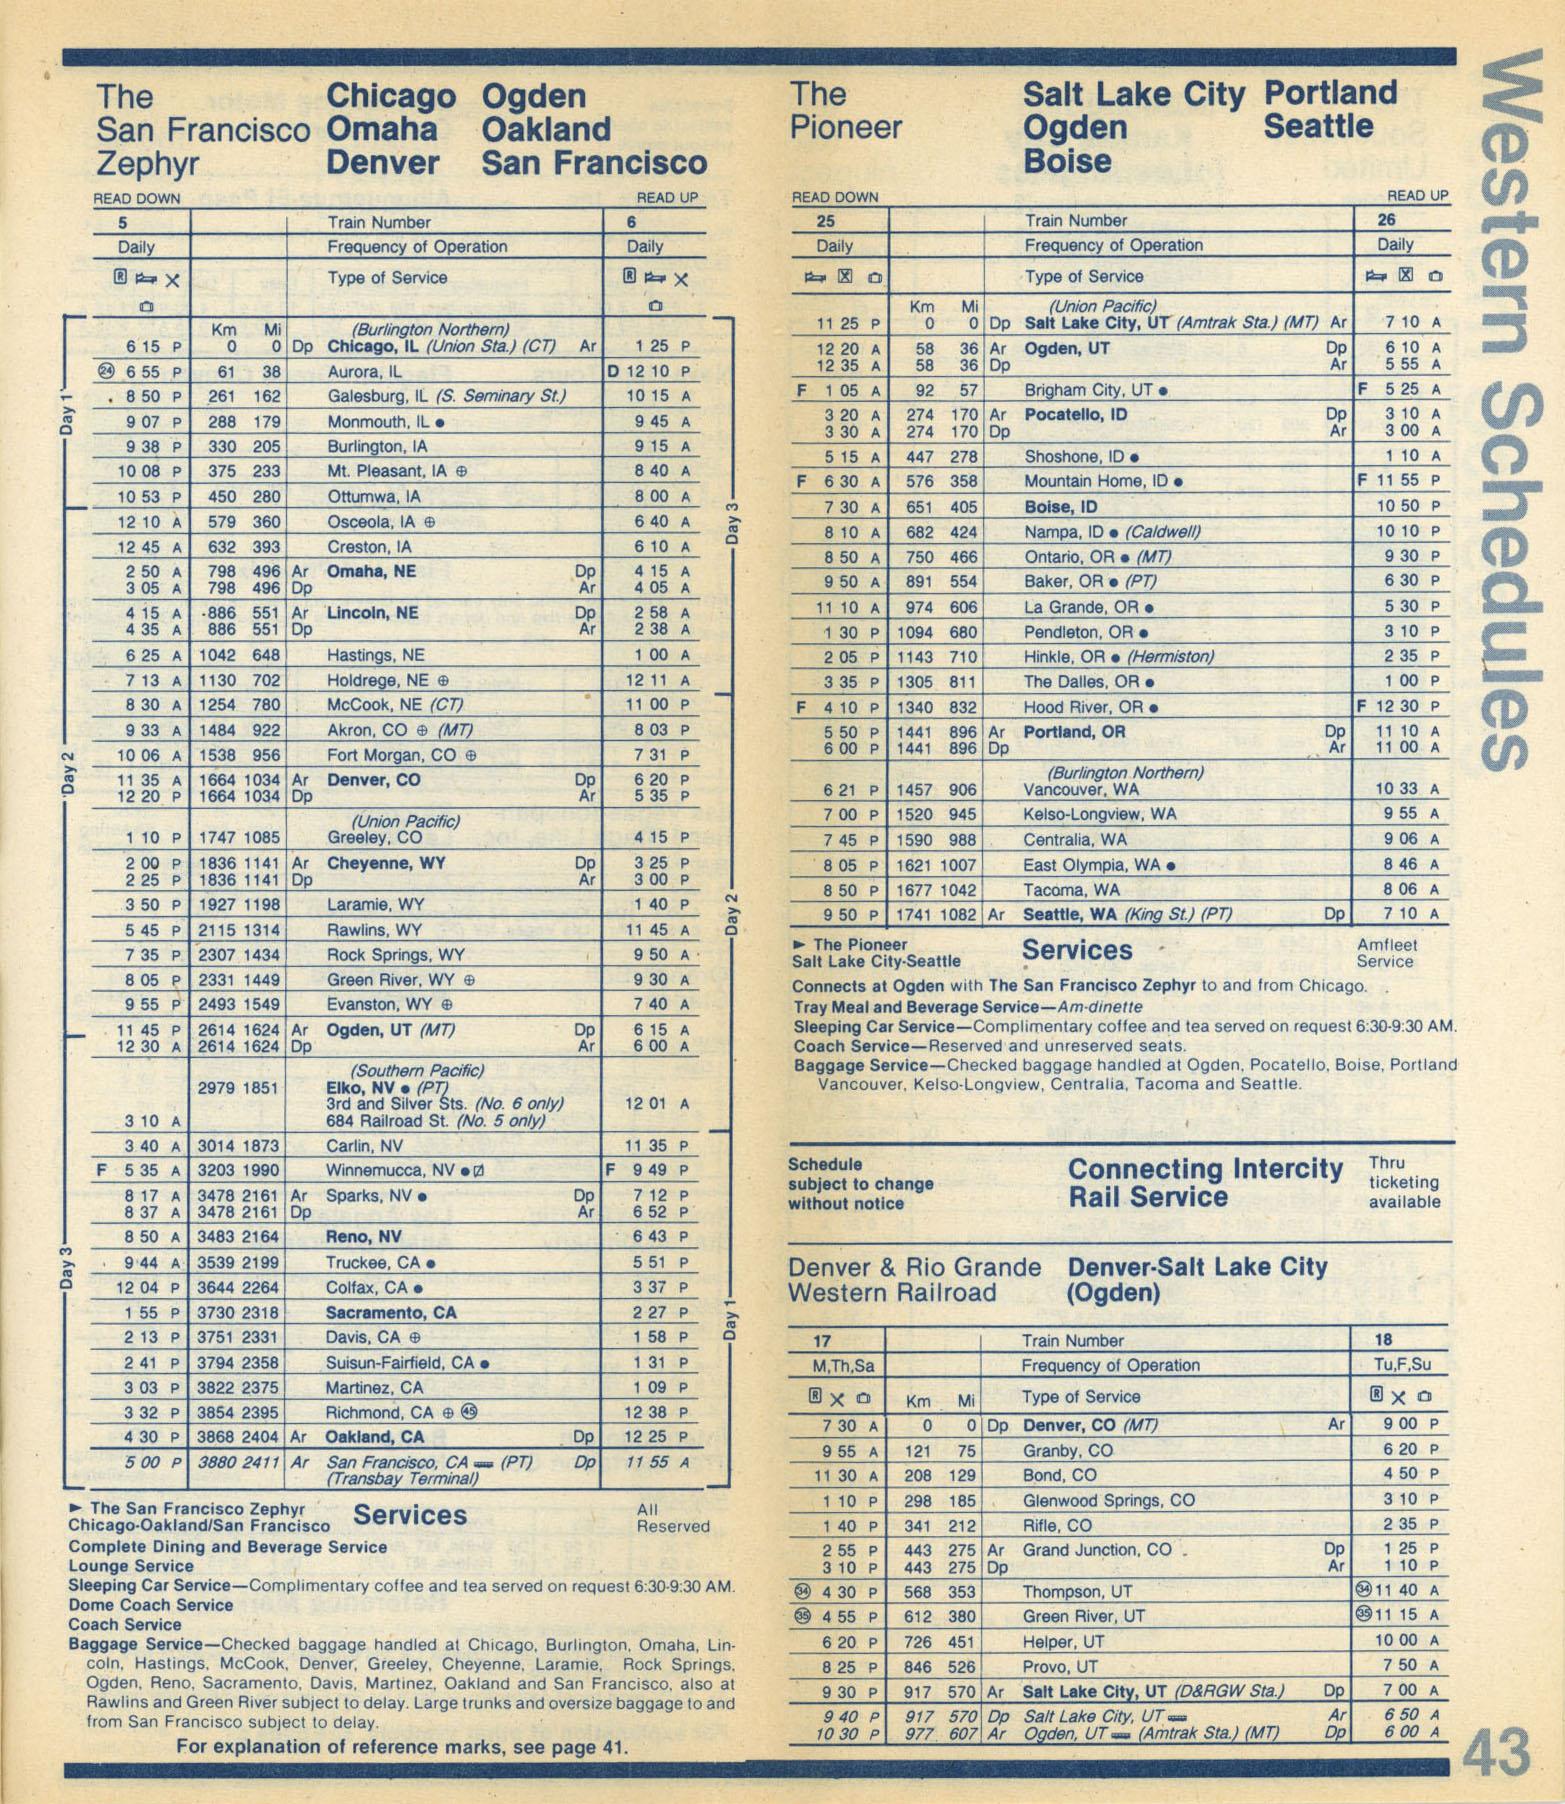 The
San Francisco
Zephyr
Chicago Ogden
Omaha Oakland
Denver San Francisco
READ DOWN READ UP
5 Train Number 6
Daily Frequency of Operation Daily
R Type of Service R
Km Mi (Burlington Northern)
6 15 P 0 0 Dp Chicago, IL (Union Sta.) (CT) Ar 1 25 P
24 6 55 P 61 38 Aurora, IL D 12 10 P
8 50 P 261 162 Galesburg, IL (S. Seminary St.) 10 15 A
9 07 P 288 179 Monmouth, IL ● 9 45 A
9 38 P 330 205 Burlington, IA 9 15 A
10 08 P 375 233 Mt. Pleasant, IA ⊕ 8 40 A
10 53 P 450 280 Ottumwa, IA 8 00 A
12 10 A 579 360 Osceola, IA ⊕ 6 40 A
12 45 A 632 393 Creston, IA 6 10 A
2 50 A 798 496 Ar Omaha, NE Dp 4 15 A
3 05 A 798 496 Dp Ar 4 05 A
4 15 A 886 551 Ar Lincoln, NE Dp 2 58 A
4 35 A 886 551 Dp Ar 2 38 A
6 25 A 1042 648 Hastings, NE 1 00 A
7 13 A 1130 702 Holdrege, NE ⊕ 12 11 A
8 30 A 1254 780 McCook, NE (CT) 11 00 P
9 33 A 1484 922 Akron, CO ⊕ (MT) 8 03 P
10 06 A 1538 956 Fort Morgan, CO ⊕ 7 31 P
11 35 A 1664 1034 Ar Denver, CO Dp 6 20 P
12 20 P 1664 1034 Dp Ar 5 35 P
(Union Pacific)
1 10 P 1747 1085 Greeley, CO 4 15 P
2 00 P 1836 1141 Ar Cheyenne, WY Dp 3 25 P
2 25 P 1836 1141 Dp Ar 3 00 P
3 50 P 1927 1198 Laramie, WY 1 40 P
5 45 P 2115 1314 Rawlins, WY 11 45 A
7 35 P 2307 1434 Rock Springs, WY 9 50 A
8 05 P 2331 1449 Green River, WY ⊕ 9 30 A
9 55 P 2493 1549 Evanston, WY ⊕ 7 40 A
11 45 P 2614 1624 Ar Ogden, UT (MT) Dp 6 15 A
12 30 A 2614 1624 Dp Ar 6 00 A
(Southern Pacific)
2979 1851 Elko, NV ● (PT)
3rd and Silver Sts. (No. 6 only) 12 01 A
3 10 A 684 Railroad St. (No. 5 only)
3 40 A 3014 1873 Carlin, NV 11 35 P
F 5 35 A 3203 1990 Winnemucca, NV ● F 9 49 P
8 17 A 3478 2161 Ar Sparks, NV ● Dp 7 12 P
8 37 A 3478 2161 Dp Ar 6 52 P
8 50 A 3483 2164 Reno, NV 6 43 P
9 44 A 3539 2199 Truckee, CA ● 5 51 P
12 04 P 3644 2264 Colfax, CA ● 3 37 P
1 55 P 3730 2318 Sacramento, CA 2 27 P
2 13 P 3751 2331 Davis, CA ⊕ 1 58 P
2 41 P 3794 2358 Suisun-Fairfield, CA ● 1 31 P
3 03 P 3822 2375 Martinez, CA 1 09 P
3 32 P 3854 2395 Richmond, CA ⊕ 45 12 38 P
4 30 P 3868 2404 Ar Oakland, CA Dp 12 25 P
5 00 P 3880 2411 Ar San Francisco, CA (PT) Dp 11 55 A
(Transbay Terminal)
Day 1
Day 2
Day 3
Day 3
Day 2
Day 1
► The San Francisco Zephyr
Chicago-Oakland/San Francisco
Services
All
Reserved
Complete Dining and Beverage Service
Lounge Service
Sleeping Car Service—Complimentary coffee and tea served on request 6:30-9:30 AM.
Dome Coach Service
Coach Service
Baggage Service—Checked baggage handled at Chicago, Burlington, Omaha, Lin-
coln, Hastings, McCook, Denver, Greeley, Cheyenne, Laramie, Rock Springs,
Ogden, Reno, Sacramento, Davis, Martinez, Oakland and San Francisco, also at
Rawlins and Green River subject to delay. Large trunks and oversize baggage to and
from San Francisco subject to delay.
For explanation of reference marks, see page 41.
The
Pioneer
Salt Lake City Portland
Ogden Seattle
Boise
READ DOWN READ UP
25 Train Number 26
Daily Frequency of Operation Daily
Type of Service
Km Mi (Union Pacific)
11 25 P 0 0 Dp Salt Lake City, UT (Amtrak Sta.) (MT) Ar 7 10 A
12 20 A 58 36 Ar Ogden, UT Dp 6 10 A
12 35 A 58 36 Dp Ar 5 55 A
F 1 05 A 92 57 Brigham City, UT ● F 5 25 A
3 20 A 274 170 Ar Pocatello, ID Dp 3 10 A
3 30 A 274 170 Dp Ar 3 00 A
5 15 A 447 278 Shoshone, ID ● 1 10 A
F 6 30 A 576 358 Mountain Home, ID ● F 11 55 P
7 30 A 651 405 Boise, ID 10 50 P
8 10 A 682 424 Nampa, ID ● (Caldwell) 10 10 P
8 50 A 750 466 Ontario, OR ● (MT) 9 30 P
9 50 A 891 554 Baker, OR ● (PT) 6 30 P
11 10 A 974 606 La Grande, OR ● 5 30 P
1 30 P 1094 680 Pendleton, OR ● 3 10 P
2 05 P 1143 710 Hinkle, OR ● (Hermiston) 2 35 P
3 35 P 1305 811 The Dalles, OR ● 1 00 P
F 4 10 P 1340 832 Hood River, OR ● F 12 30 P
5 50 P 1441 896 Ar Portland, OR Dp 11 10 A
6 00 P 1441 896 Dp Ar 11 00 A
(Burlington Northern)
6 21 P 1457 906 Vancouver, WA 10 33 A
7 00 P 1520 945 Kelso-Longview, WA 9 55 A
7 45 P 1590 988 Centralia, WA 9 06 A
8 05 P 1621 1007 East Olympia, WA ● 8 46 A
8 50 P 1677 1042 Tacoma, WA 8 06 A
9 50 P 1741 1082 Ar Seattle, WA (King St.) (PT) Dp 7 10 A
► The Pioneer
Salt Lake City-Seattle
Services
Amfleet
Service
Connects at Ogden with The San Francisco Zephyr to and from Chicago.
Tray Meal and Beverage Service—Am-dinette
Sleeping Car Service—Complimentary coffee and tea served on request 6:30-9:30 AM.
Coach Service—Reserved and unreserved seats.
Baggage Service—Checked baggage handled at Ogden, Pocatello, Boise, Portland
Vancouver, Kelso-Longview, Centralia, Tacoma and Seattle.
Schedule
subject to change
without notice
Connecting Intercity
Rail Service
Thru
ticketing
available
Denver & Rio Grande
Western Railroad
Denver-Salt Lake City
(Ogden)
17 Train Number 18
M,Th,Sa Frequency of Operation Tu,F,Su
R Km Mi Type of Service R
7 30 A 0 0 Dp Denver, CO (MT) Ar 9 00 P
9 55 A 121 75 Granby, CO 6 20 P
11 30 A 208 129 Bond, CO 4 50 P
1 10 P 298 185 Glenwood Springs, CO 3 10 P
1 40 P 341 212 Rifle, CO 2 35 P
2 55 P 443 275 Ar Grand Junction, CO Dp 1 25 P
3 10 P 443 275 Dp Ar 1 10 P
34 4 30 P 568 353 Thompson, UT 34 11 40 A
35 4 55 P 612 380 Green River, UT 35 11 15 A
6 20 P 726 451 Helper, UT 10 00 A
8 25 P 846 526 Provo, UT 7 50 A
9 30 P 917 570 Ar Salt Lake City, UT (D&RGW Sta.) Dp 7 00 A
9 40 P 917 570 Dp Salt Lake City, UT Ar 6 50 A
10 30 P 977 607 Ar Ogden, UT (Amtrak Sta.) (MT) Dp 6 00 A
Western Schedules
43